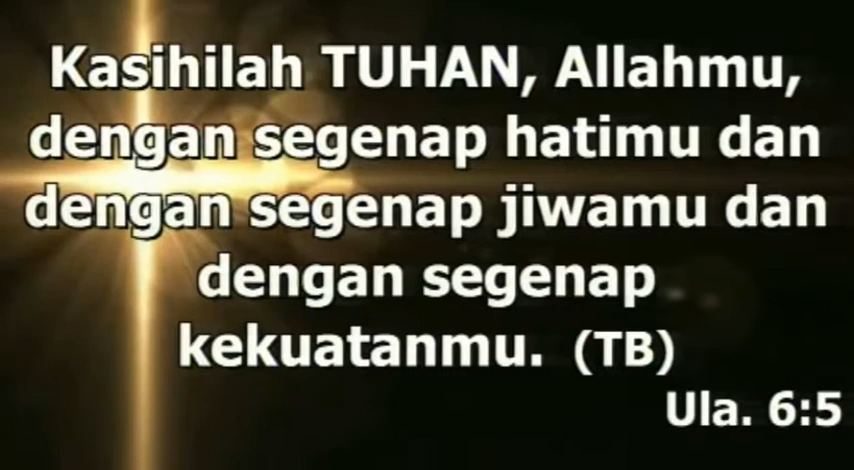 Kasihilah TUHAN, Allahmu,
dengan segenap hatimu dan
dengan segenap jiwamu dan
dengan segenap
kekuatanmu. (TB)
Ula. 6:5